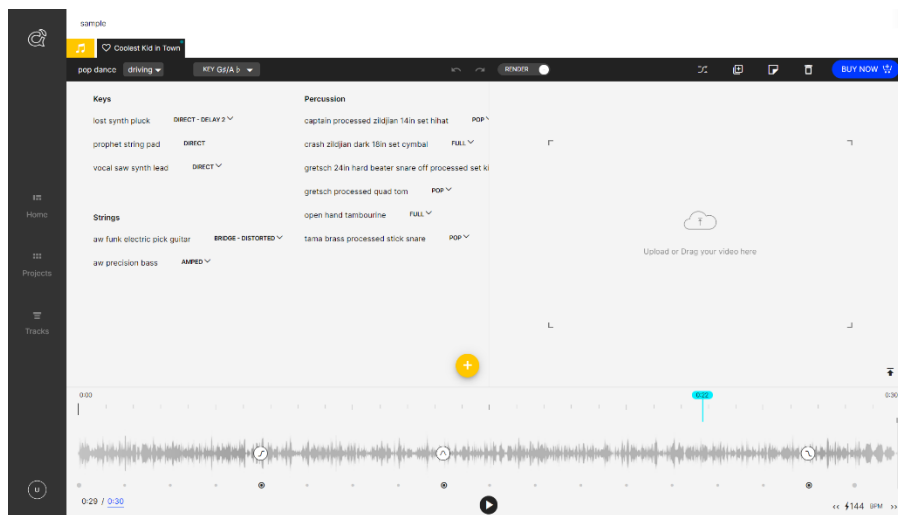 sample
Coolest Kid in Town
pop dance driving KEY G#/A♭ RENDER BUY NOW
Keys
lost synth pluck DIRECT - DELAY 2
prophet string pad DIRECT
vocal saw synth lead DIRECT
Strings
aw funk electric pick guitar BRIDGE - DISTORTED
aw precision bass AMPED
Percussion
captain processed zildjian 14in set hihat POP
crash zildjian dark 18in set cymbal FULL
gretsch 24in hard beater snare off processed set ki
gretsch processed quad tom POP
open hand tambourine FULL
tama brass processed stick snare POP
Upload or Drag your video here
Home
Projects
Tracks
U
0:00 0:22 0:30
0:29 / 0:30
<< 144 BPM >>